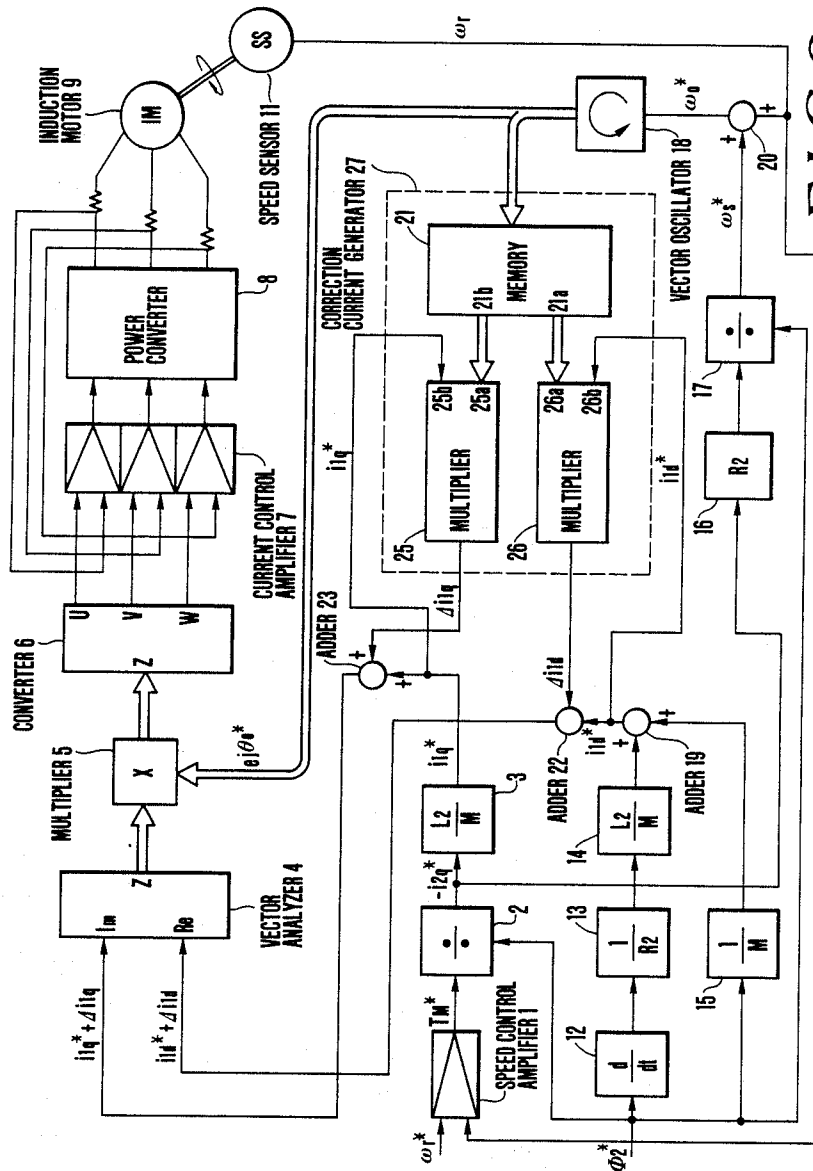 INDUCTION
MOTOR 9
IM
SS
SPEED SENSOR 11
ωr
POWER
CONVERTER
8
CURRENT CONTROL
AMPLIFIER 7
CONVERTER 6
U
V
W
Z
MULTIPLIER 5
X
ejθ0*
VECTOR
ANALYZER 4
Z
Im
Re
i1q* + Δi1q
i1d* + Δi1d
CORRECTION
CURRENT GENERATOR 27
21
MEMORY
21b
21a
VECTOR OSCILLATOR 18
ω0*
20
+
+
ωs*
i1q*
25b
25a
MULTIPLIER
25
26a
26b
MULTIPLIER
26
i1d*
ADDER 23
+
+
Δi1q
Δi1d
÷
17
R2
16
i1q*
L2
M
3
-i2q*
÷
2
TM*
SPEED CONTROL
AMPLIFIER 1
ωr*
ADDER 22
i1d*
+
+
ADDER 19
L2
M
14
1
R2
13
d
dt
12
1
M
15
Φ2*